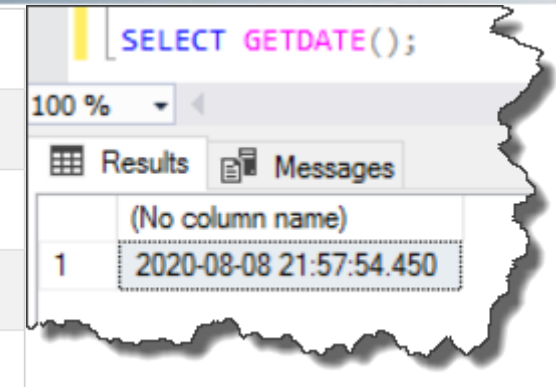 SELECT GETDATE();
100 %
Results Messages
(No column name)
1 2020-08-08 21:57:54.450